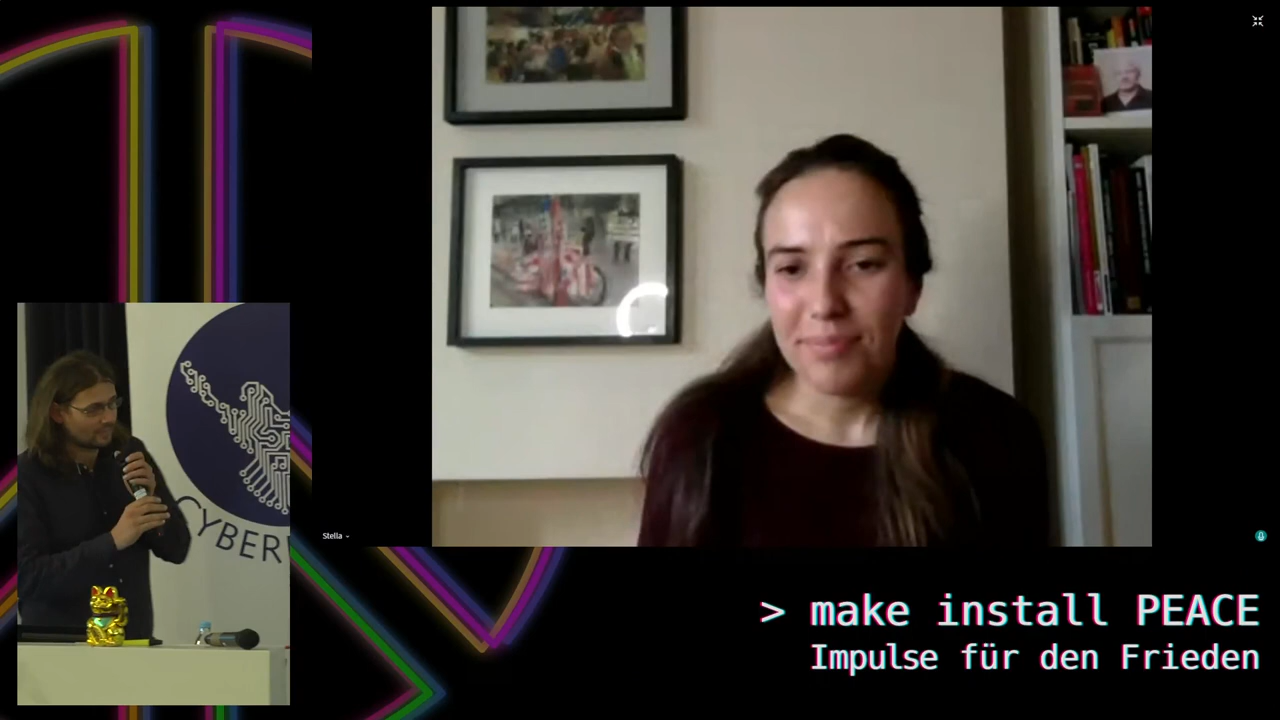 CYBER
Stella
> make install PEACE
Impulse für den Frieden